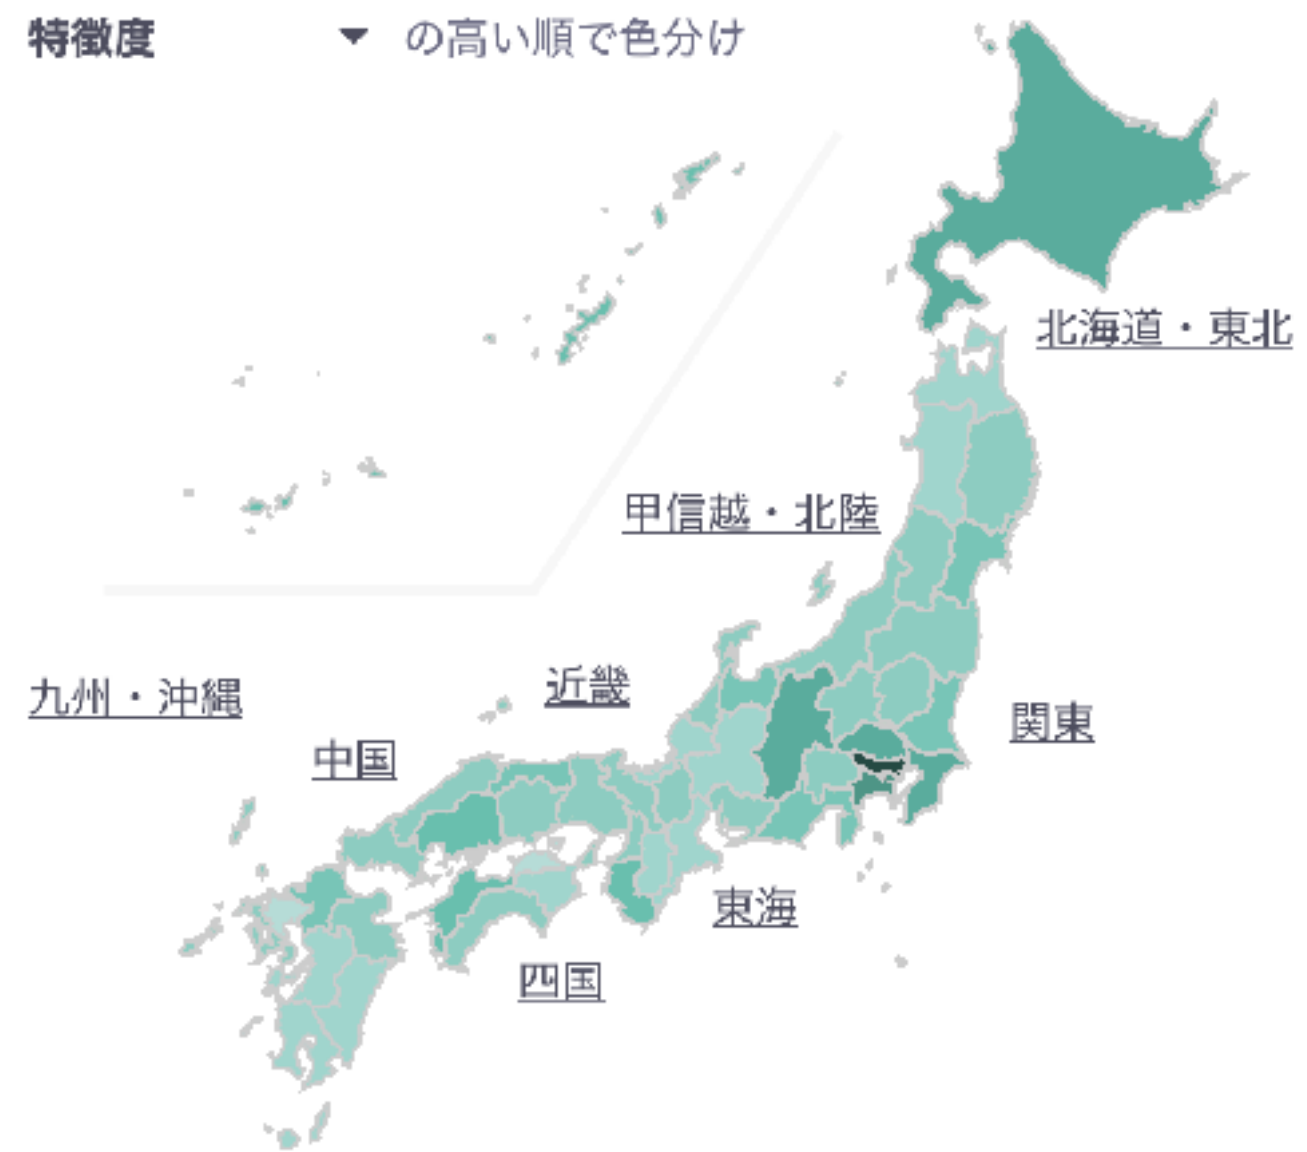 特徴度 ▼ の高い順で色分け
北海道・東北
甲信越・北陸
近畿
九州・沖縄
関東
中国
東海
四国